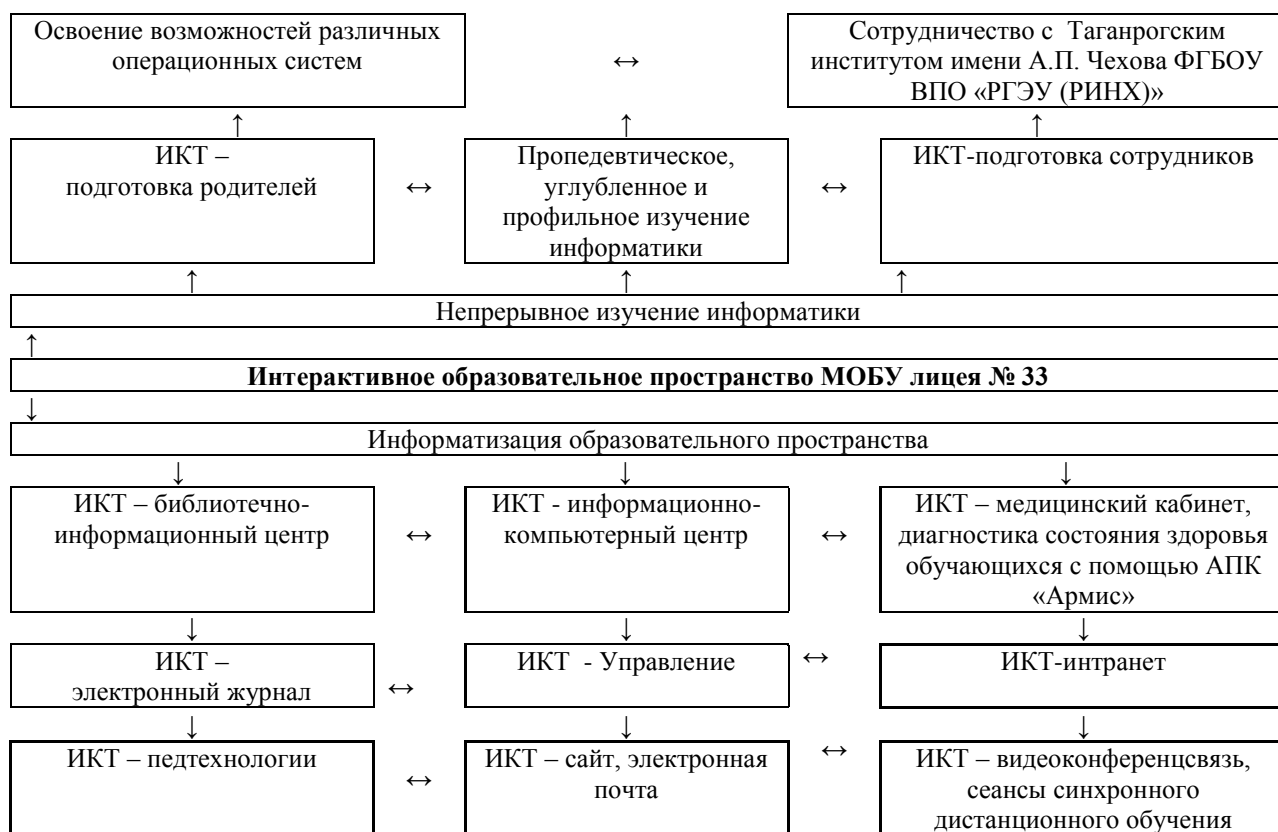 Освоение возможностей различных
операционных систем
↔
Сотрудничество с Таганрогским
институтом имени А.П. Чехова ФГБОУ
ВПО «РГЭУ (РИНХ)»
↑ ↑ ↑
ИКТ –
подготовка родителей
↔
Пропедевтическое,
углубленное и
профильное изучение
информатики
↔
ИКТ-подготовка сотрудников
↑ ↑ ↑
Непрерывное изучение информатики
↑
Интерактивное образовательное пространство МОБУ лицея № 33
↓
Информатизация образовательного пространства
↓ ↓ ↓
ИКТ – библиотечно-
информационный центр
↔
ИКТ - информационно-
компьютерный центр
↔
ИКТ – медицинский кабинет,
диагностика состояния здоровья
обучающихся с помощью АПК
«Армис»
↓ ↓ ↓
ИКТ –
электронный журнал
↔
ИКТ - Управление
↔
ИКТ-интранет
↓ ↓ ↓
ИКТ – педтехнологии
↔
ИКТ – сайт, электронная
почта
↔
ИКТ – видеоконференцсвязь,
сеансы синхронного
дистанционного обучения